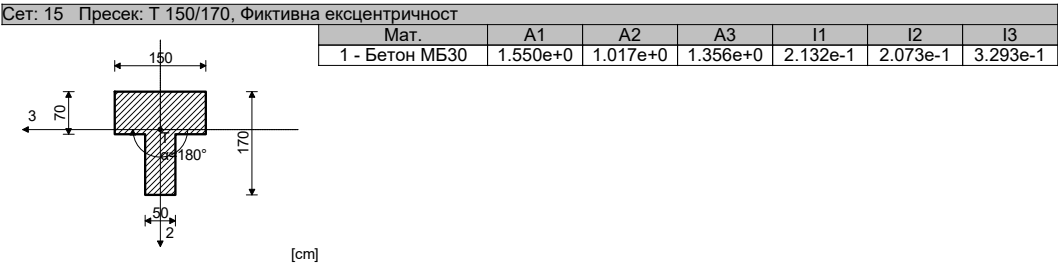 Сет: 15 Пресек: Т 150/170, Фиктивна ексцентричност
Мат. A1 A2 A3 I1 I2 I3
1 - Бетон МБ30 1.550e+0 1.017e+0 1.356e+0 2.132e-1 2.073e-1 3.293e-1
150
3
70
T
α=180°
170
50
2
[cm]